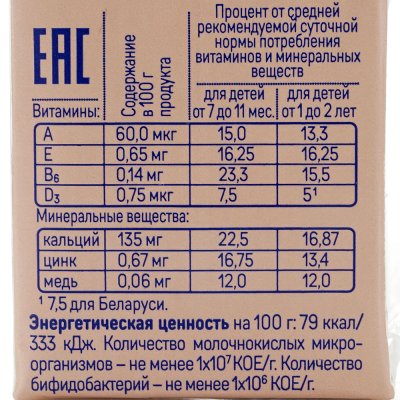 EAC
Содержание
в 100 г
продукта
Процент от средней
рекомендуемой суточной
нормы потребления
витаминов и минеральных
веществ
Витамины:
для детей
от 7 до 11 мес.
для детей
от 1 до 2 лет
A 60,0 мкг 15,0 13,3
E 0,65 мг 16,25 16,25
B₆ 0,14 мг 23,3 15,5
D₃ 0,75 мкг 7,5 5¹
Минеральные вещества:
кальций 135 мг 22,5 16,87
цинк 0,67 мг 16,75 13,4
медь 0,06 мг 12,0 12,0
¹ 7,5 для Беларуси.
Энергетическая ценность на 100 г: 79 ккал/
333 кДж. Количество молочнокислых микро-
организмов – не менее 1x10⁷ КОЕ/г. Количество
бифидобактерий – не менее 1x10⁶ КОЕ/г.